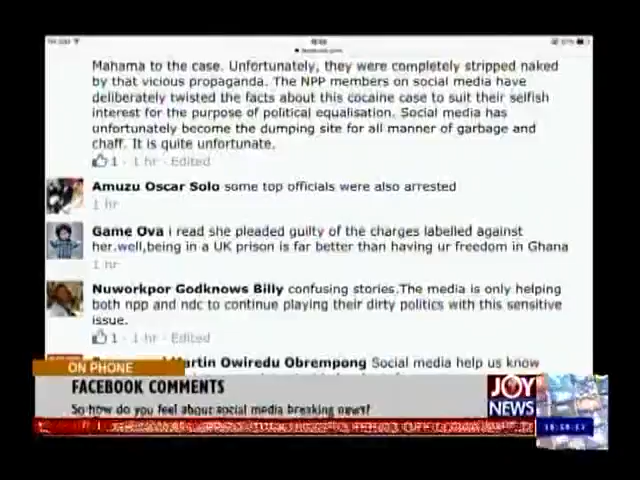 Mahama to the case. Unfortunately, they were completely stripped naked
by that vicious propaganda. The NPP members on social media have
deliberately twisted the facts about this cocaine case to suit their selfish
interest for the purpose of political equalisation. Social media has
unfortunately become the dumping site for all manner of garbage and
chaff. It is quite unfortunate.
1 · 1 hr · Edited
Amuzu Oscar Solo some top officials were also arrested
1 hr
Game Ova i read she pleaded guilty of the charges labelled against
her.well,being in a UK prison is far better than having ur freedom in Ghana
1 hr
Nuworkpor Godknows Billy confusing stories.The media is only helping
both npp and ndc to continue playing their dirty politics with this sensitive
issue.
1 · 1 hr · Edited
Martin Owiredu Obrempong Social media help us know
ON PHONE
FACEBOOK COMMENTS
So how do you feel about social media breaking news?
JOY
NEWS